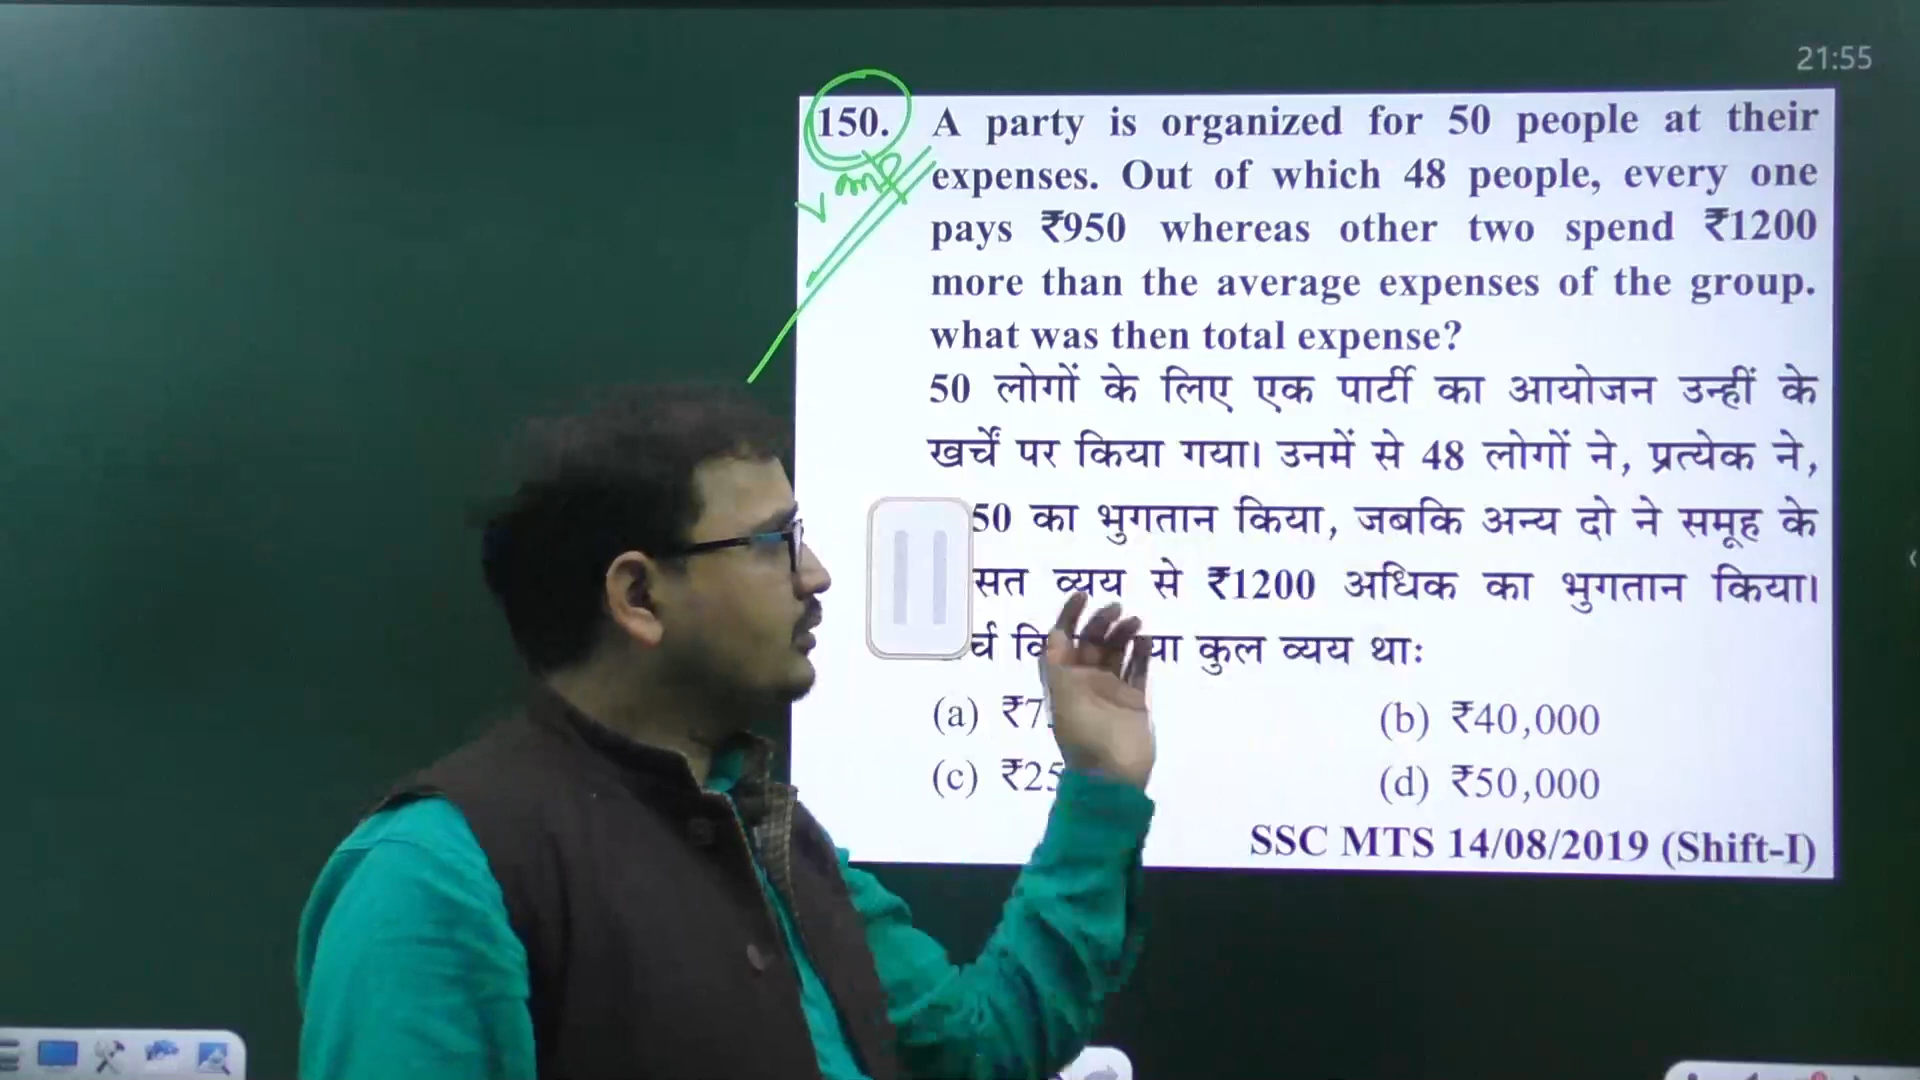 21:55
150. A party is organized for 50 people at their
expenses. Out of which 48 people, every one
pays ₹950 whereas other two spend ₹1200
more than the average expenses of the group.
what was then total expense?
50 लोगों के लिए एक पार्टी का आयोजन उन्हीं के
खर्चें पर किया गया। उनमें से 48 लोगों ने, प्रत्येक ने,
50 का भुगतान किया, जबकि अन्य दो ने समूह के
व्यय से ₹1200 अधिक का भुगतान किया।
कुल व्यय थाः
(a) (b) ₹40,000
(c) (d) ₹50,000
SSC MTS 14/08/2019 (Shift-I)